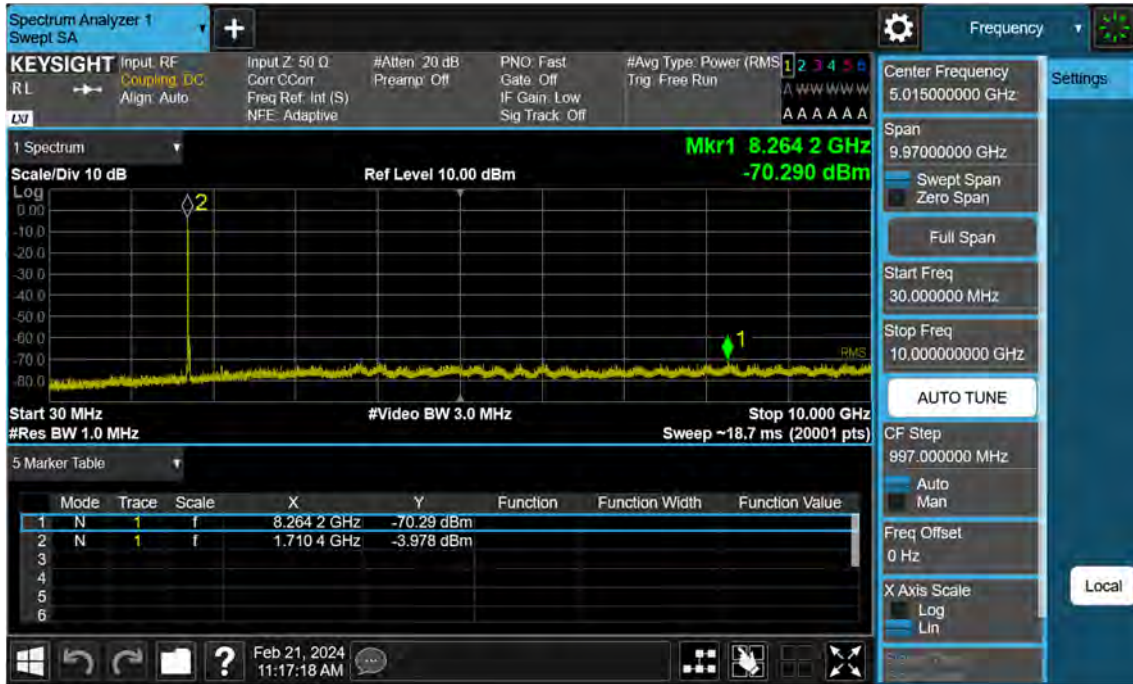 Spectrum Analyzer 1
Swept SA
+
Frequency
KEYSIGHT
RL
LXI
Input: RF
Coupling: DC
Align: Auto
Input Z: 50 Ω
Corr CCorr
Freq Ref: Int (S)
NFE: Adaptive
#Atten: 20 dB
Preamp: Off
PNO: Fast
Gate: Off
IF Gain: Low
Sig Track: Off
#Avg Type: Power (RMS
Trig: Free Run
1 2 3 4 5 6
A W W W W W
A A A A A A
1 Spectrum
Scale/Div 10 dB
Ref Level 10.00 dBm
Mkr1 8.264 2 GHz
-70.290 dBm
Log
0.00
-10.0
-20.0
-30.0
-40.0
-50.0
-60.0
-70.0
-80.0
2
1
RMS
Start 30 MHz
#Video BW 3.0 MHz
Stop 10.000 GHz
#Res BW 1.0 MHz
Sweep ~18.7 ms (20001 pts)
5 Marker Table
Mode Trace Scale X Y Function Function Width Function Value
1 N 1 f 8.264 2 GHz -70.29 dBm
2 N 1 f 1.710 4 GHz -3.978 dBm
3
4
5
6
?
Feb 21, 2024
11:17:18 AM
Center Frequency
5.015000000 GHz
Span
9.97000000 GHz
Swept Span
Zero Span
Full Span
Start Freq
30.000000 MHz
Stop Freq
10.000000000 GHz
AUTO TUNE
CF Step
997.000000 MHz
Auto
Man
Freq Offset
0 Hz
X Axis Scale
Log
Lin
Settings
Local